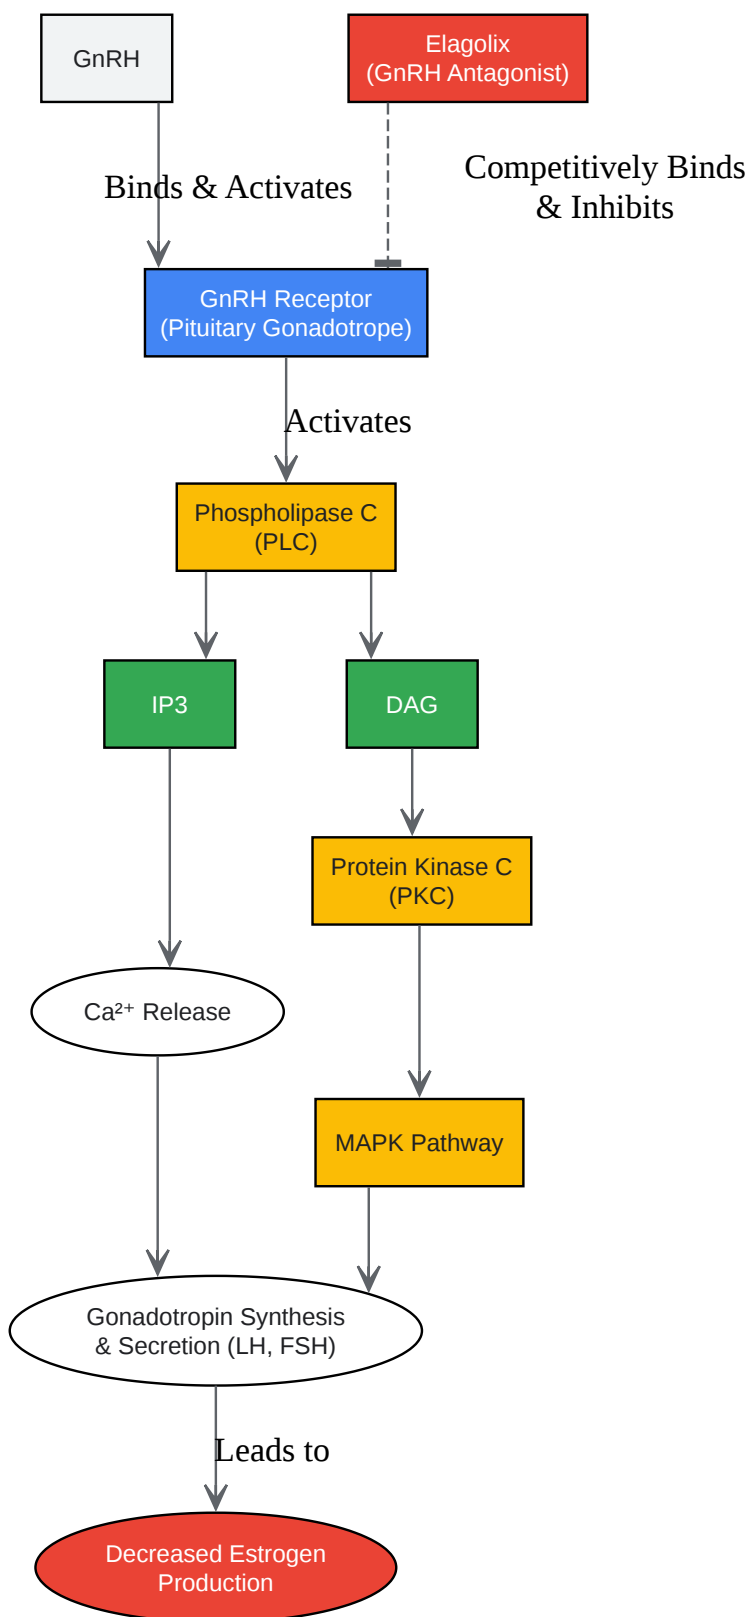 GnRH
Elagolix
(GnRH Antagonist)
Binds & Activates
Competitively Binds
& Inhibits
GnRH Receptor
(Pituitary Gonadotrope)
Activates
Phospholipase C
(PLC)
IP3
DAG
Protein Kinase C
(PKC)
Ca²⁺ Release
MAPK Pathway
Gonadotropin Synthesis
& Secretion (LH, FSH)
Leads to
Decreased Estrogen
Production